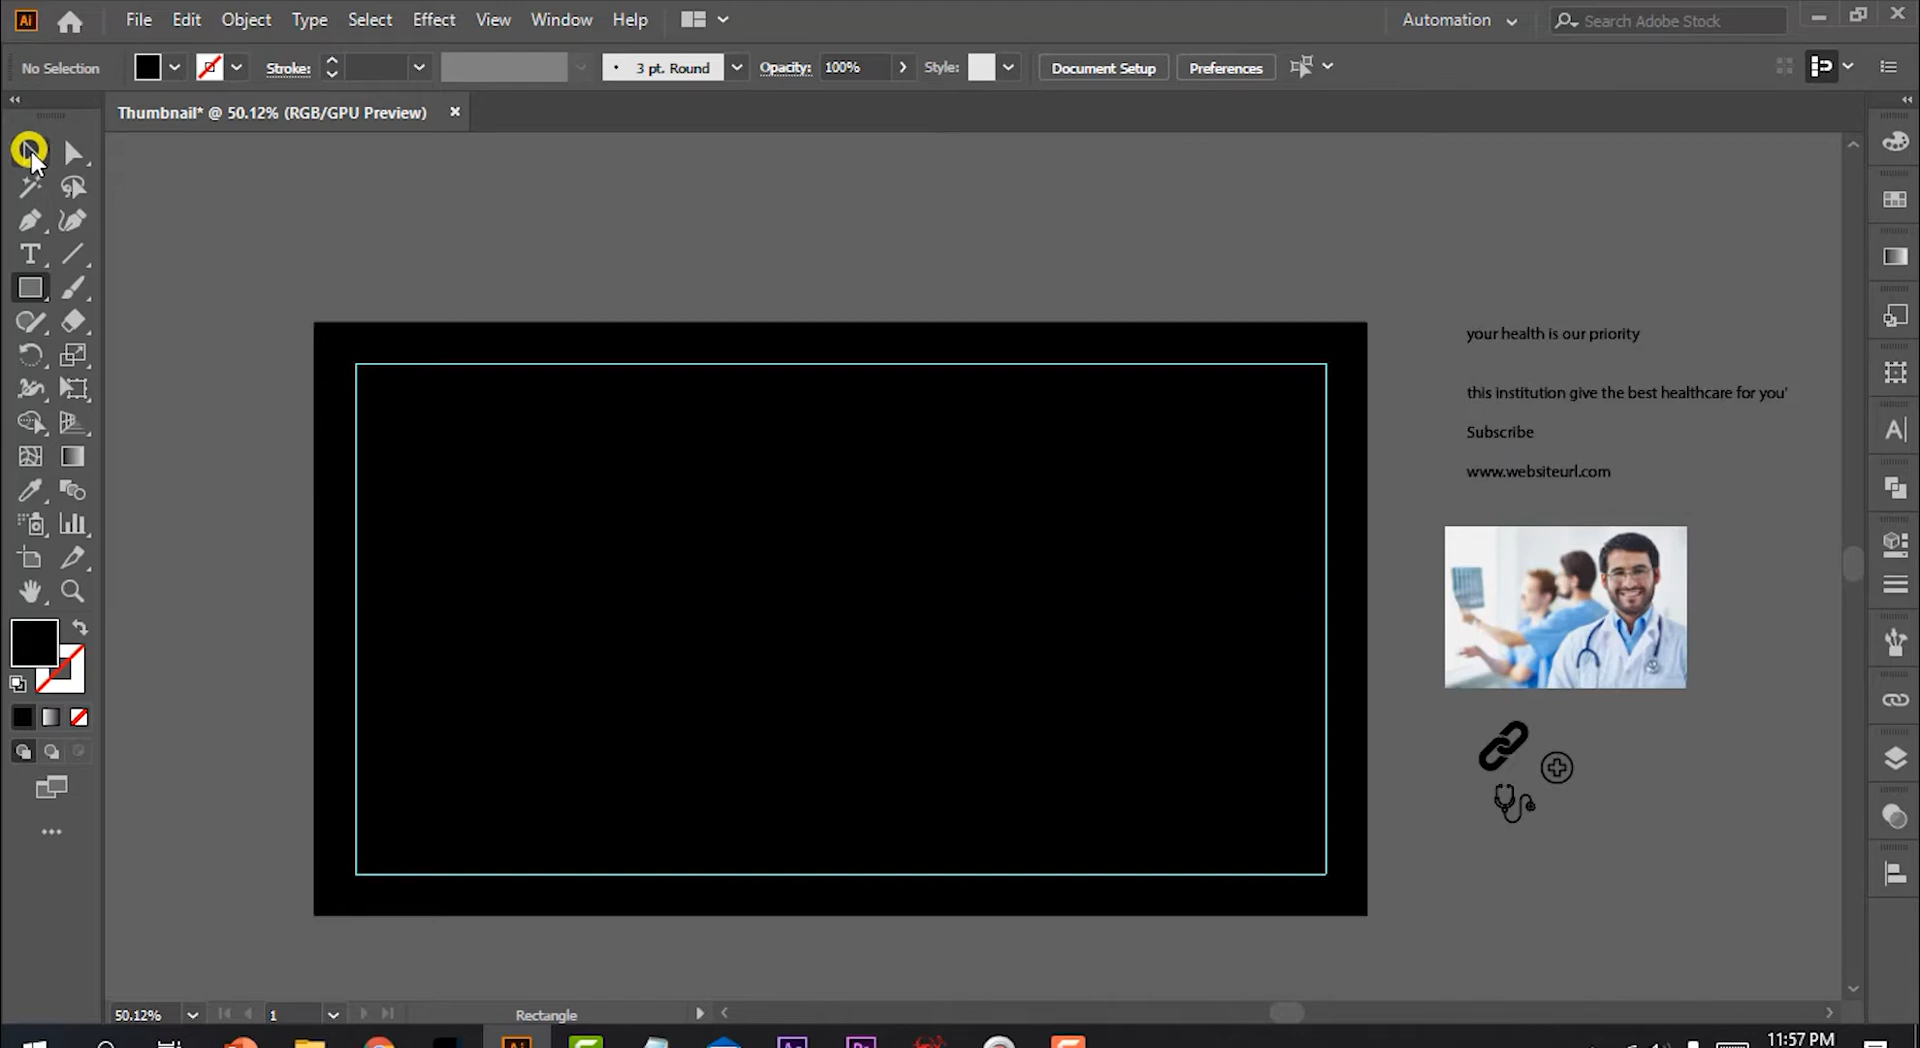 Ai File Edit Object Type Select Effect View Window Help Automation Search Adobe Stock
No Selection Stroke: 3 pt. Round Opacity: 100% Style: Document Setup Preferences
Thumbnail* @ 50.12% (RGB/GPU Preview)
your health is our priority
this institution give the best healthcare for you'
Subscribe
www.websiteurl.com
50.12% 1 Rectangle
11:57 PM